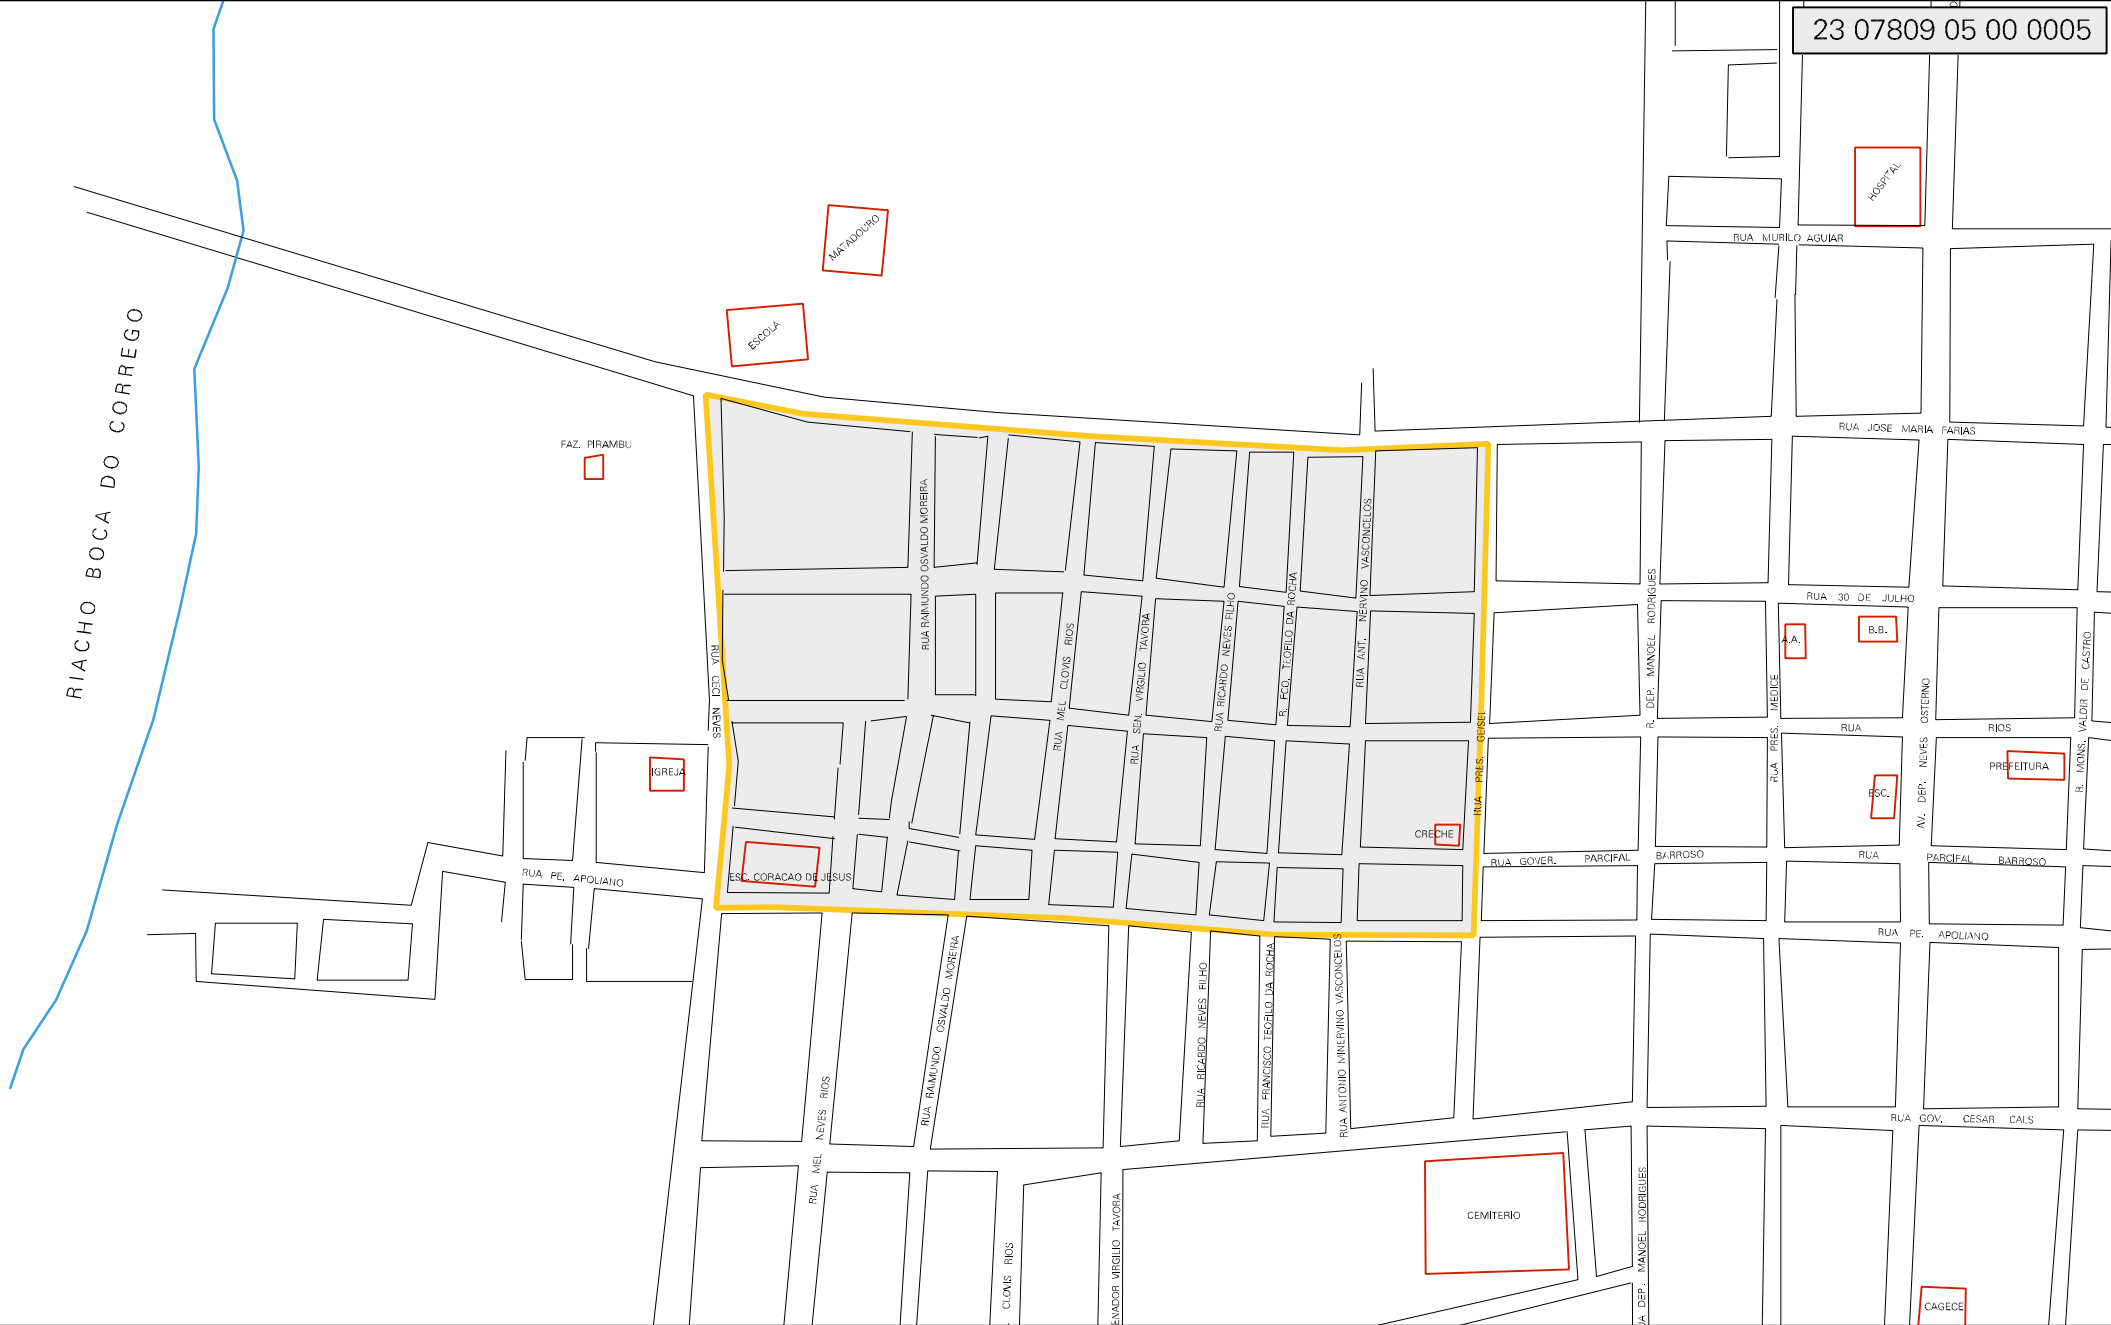 23 07809 05 00 0005
HOSPITAL
RUA MURILO AGUIAR
MATADOURO
ESCOLA
RIACHO BOCA DO CORREGO
FAZ. PIRAMBU
RUA JOSE MARIA FARIAS
RUA RAIMUNDO OSVALDO MOREIRA
RUA CECI NEVES
RUA MEL CLOVIS RIOS
RUA SEN. VIRGILIO TAVORA
RUA RICARDO NEVES FILHO
R. FCO. TEOFILO DA ROCHA
RUA ANT. NERVINO VASCONCELOS
RUA PRES. GEISEL
R. DEP. MANOEL RODRIGUES
RUA PRES. MEDICE
RUA 30 DE JULHO
A.A.
B.B.
AV. DEP. NEVES OSTERNO
R. MONS. VALDIR DE CASTRO
RUA RIOS
PREFEITURA
ESC.
IGREJA
CRECHE
RUA GOVER. PARCIFAL BARROSO
RUA PARCIFAL BARROSO
ESC. CORACAO DE JESUS
RUA PE. APOLIANO
RUA PE. APOLIANO
RUA RAIMUNDO OSVALDO MOREIRA
RUA MEL NEVES RIOS
RUA RICARDO NEVES FILHO
RUA FRANCISCO TEOFILO DA ROCHA
RUA ANTONIO MINERVINO VASCONCELOS
RUA GOV. CESAR CALS
CLOVIS RIOS
ENADOR VIRGILIO TAVORA
CEMITERIO
UA DEP. MANOEL RODRIGUES
CAGECE